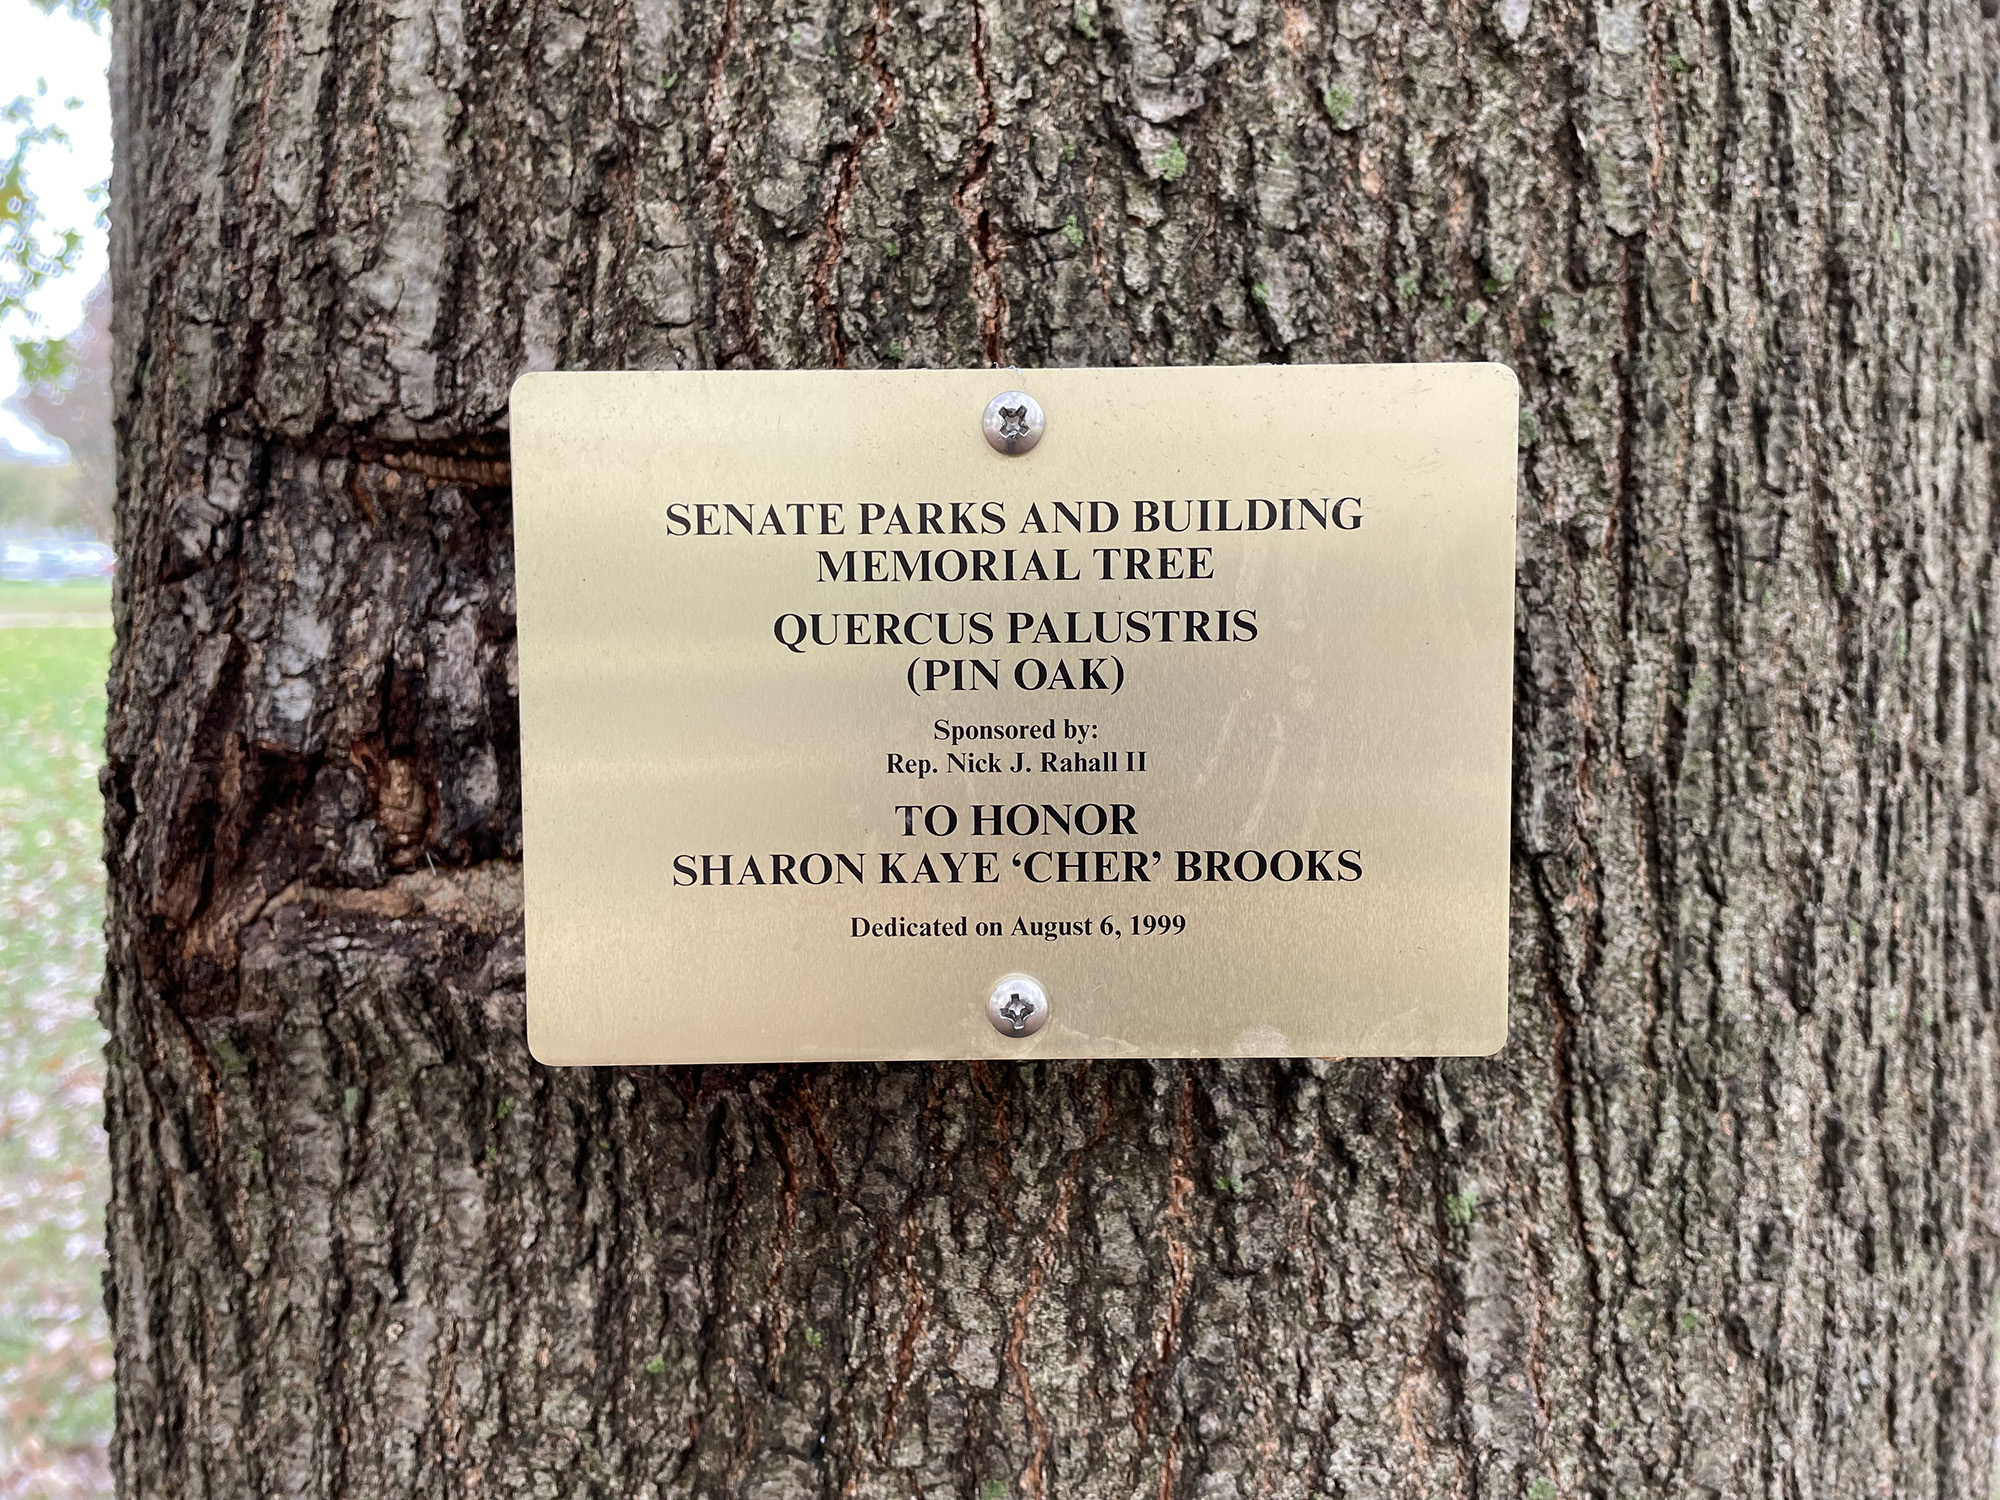 SENATE PARKS AND BUILDING
MEMORIAL TREE
QUERCUS PALUSTRIS
(PIN OAK)
Sponsored by:
Rep. Nick J. Rahall II
TO HONOR
SHARON KAYE ‘CHER’ BROOKS
Dedicated on August 6, 1999